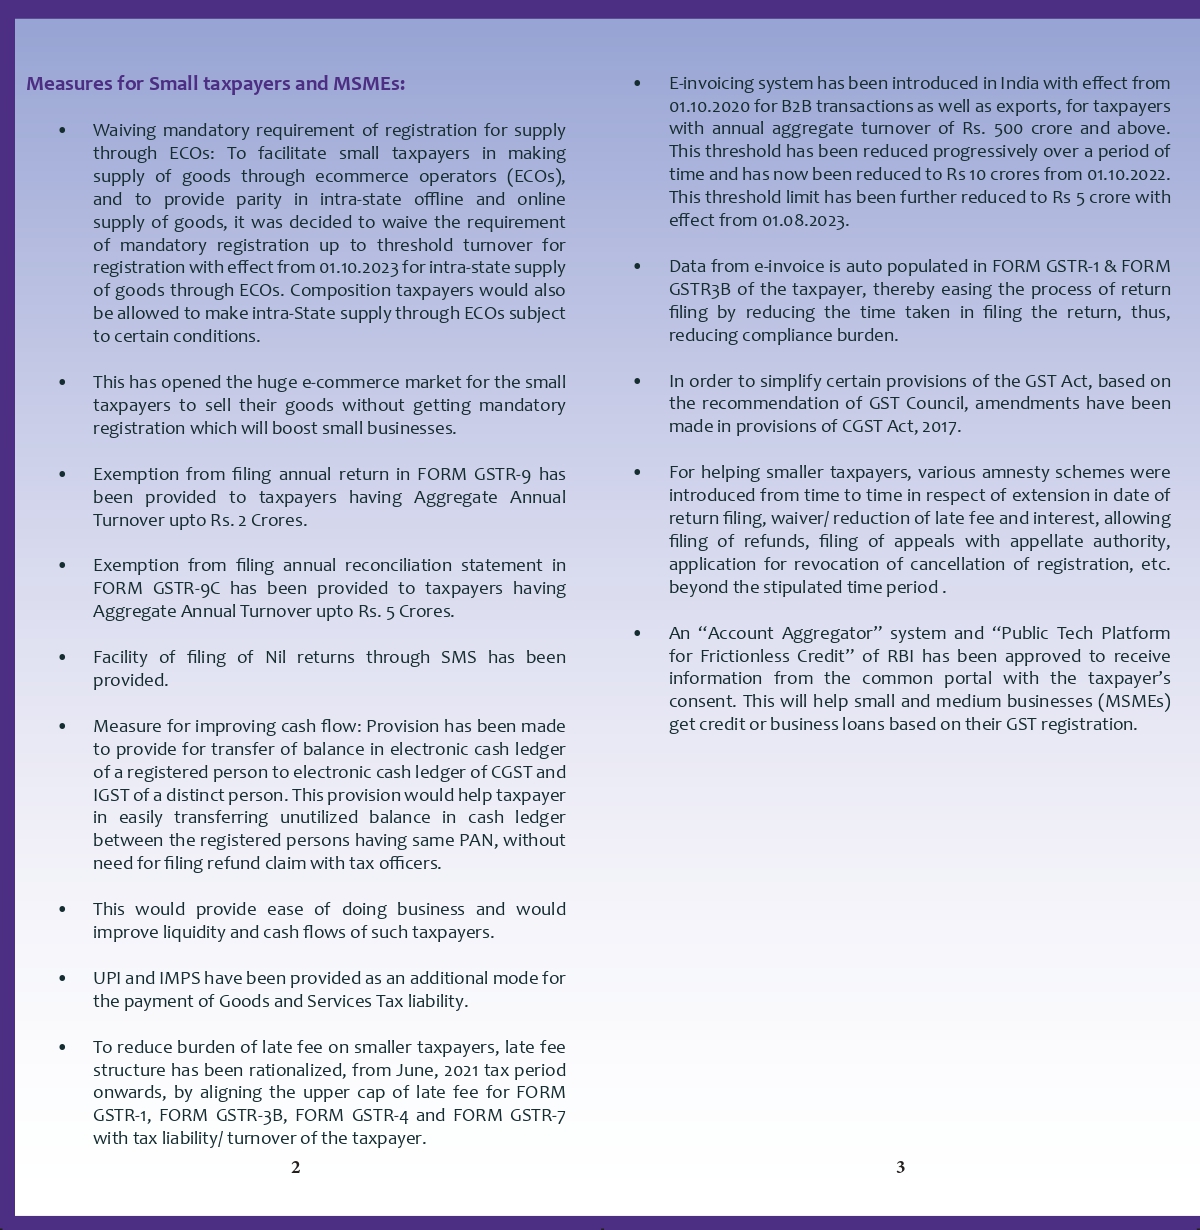 Measures for Small taxpayers and MSMEs:
• Waiving mandatory requirement of registration for supply
through ECOs: To facilitate small taxpayers in making
supply of goods through ecommerce operators (ECOs),
and to provide parity in intra-state offline and online
supply of goods, it was decided to waive the requirement
of mandatory registration up to threshold turnover for
registration with effect from 01.10.2023 for intra-state supply
of goods through ECOs. Composition taxpayers would also
be allowed to make intra-State supply through ECOs subject
to certain conditions.
• This has opened the huge e-commerce market for the small
taxpayers to sell their goods without getting mandatory
registration which will boost small businesses.
• Exemption from filing annual return in FORM GSTR-9 has
been provided to taxpayers having Aggregate Annual
Turnover upto Rs. 2 Crores.
• Exemption from filing annual reconciliation statement in
FORM GSTR-9C has been provided to taxpayers having
Aggregate Annual Turnover upto Rs. 5 Crores.
• Facility of filing of Nil returns through SMS has been
provided.
• Measure for improving cash flow: Provision has been made
to provide for transfer of balance in electronic cash ledger
of a registered person to electronic cash ledger of CGST and
IGST of a distinct person. This provision would help taxpayer
in easily transferring unutilized balance in cash ledger
between the registered persons having same PAN, without
need for filing refund claim with tax officers.
• This would provide ease of doing business and would
improve liquidity and cash flows of such taxpayers.
• UPI and IMPS have been provided as an additional mode for
the payment of Goods and Services Tax liability.
• To reduce burden of late fee on smaller taxpayers, late fee
structure has been rationalized, from June, 2021 tax period
onwards, by aligning the upper cap of late fee for FORM
GSTR-1, FORM GSTR-3B, FORM GSTR-4 and FORM GSTR-7
with tax liability/ turnover of the taxpayer.
2
• E-invoicing system has been introduced in India with effect from
01.10.2020 for B2B transactions as well as exports, for taxpayers
with annual aggregate turnover of Rs. 500 crore and above.
This threshold has been reduced progressively over a period of
time and has now been reduced to Rs 10 crores from 01.10.2022.
This threshold limit has been further reduced to Rs 5 crore with
effect from 01.08.2023.
• Data from e-invoice is auto populated in FORM GSTR-1 & FORM
GSTR3B of the taxpayer, thereby easing the process of return
filing by reducing the time taken in filing the return, thus,
reducing compliance burden.
• In order to simplify certain provisions of the GST Act, based on
the recommendation of GST Council, amendments have been
made in provisions of CGST Act, 2017.
• For helping smaller taxpayers, various amnesty schemes were
introduced from time to time in respect of extension in date of
return filing, waiver/ reduction of late fee and interest, allowing
filing of refunds, filing of appeals with appellate authority,
application for revocation of cancellation of registration, etc.
beyond the stipulated time period .
• An “Account Aggregator” system and “Public Tech Platform
for Frictionless Credit” of RBI has been approved to receive
information from the common portal with the taxpayer’s
consent. This will help small and medium businesses (MSMEs)
get credit or business loans based on their GST registration.
3